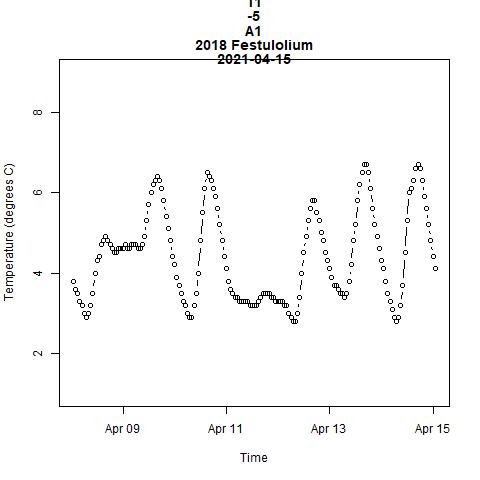 T1
-5
A1
2018 Festulolium
2021-04-15
Temperature (degrees C)
8
6
4
2
Apr 09 Apr 11 Apr 13 Apr 15
Time